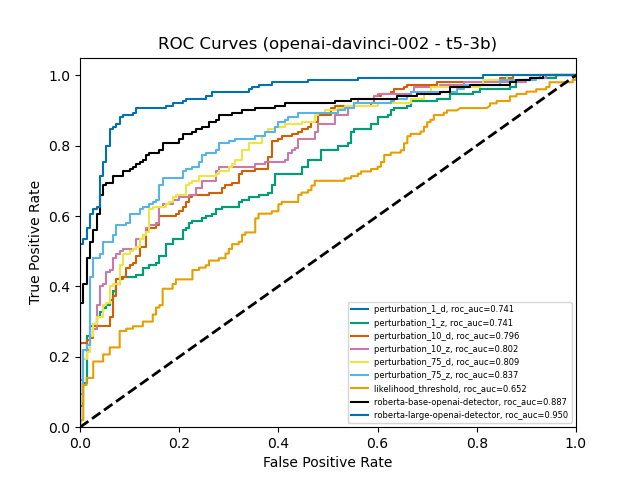 ROC Curves (openai-davinci-002 - t5-3b)
True Positive Rate
1.0
0.8
0.6
0.4
0.2
0.0
perturbation_1_d, roc_auc=0.741
perturbation_1_z, roc_auc=0.741
perturbation_10_d, roc_auc=0.796
perturbation_10_z, roc_auc=0.802
perturbation_75_d, roc_auc=0.809
perturbation_75_z, roc_auc=0.837
likelihood_threshold, roc_auc=0.652
roberta-base-openai-detector, roc_auc=0.887
roberta-large-openai-detector, roc_auc=0.950
0.0 0.2 0.4 0.6 0.8 1.0
False Positive Rate